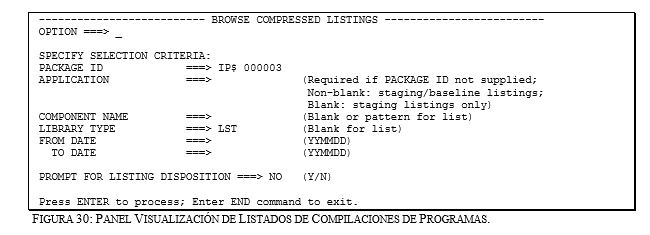 -------------------------- BROWSE COMPRESSED LISTINGS -------------------------
OPTION ===> _
SPECIFY SELECTION CRITERIA:
PACKAGE ID ===> IP$ 000003
APPLICATION ===> (Required if PACKAGE ID not supplied;
Non-blank: staging/baseline listings;
Blank: staging listings only)
COMPONENT NAME ===> (Blank or pattern for list)
LIBRARY TYPE ===> LST (Blank for list)
FROM DATE ===> (YYMMDD)
TO DATE ===> (YYMMDD)
PROMPT FOR LISTING DISPOSITION ===> NO (Y/N)
Press ENTER to process; Enter END command to exit.
FIGURA 30: PANEL VISUALIZACIÓN DE LISTADOS DE COMPILACIONES DE PROGRAMAS.